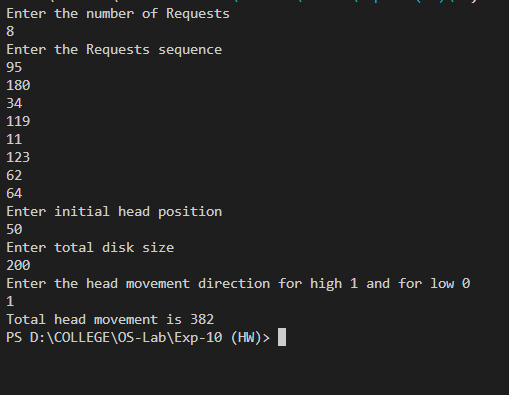 Enter the number of Requests
8
Enter the Requests sequence
95
180
34
119
11
123
62
64
Enter initial head position
50
Enter total disk size
200
Enter the head movement direction for high 1 and for low 0
1
Total head movement is 382
PS D:\COLLEGE\OS-Lab\Exp-10 (HW)>